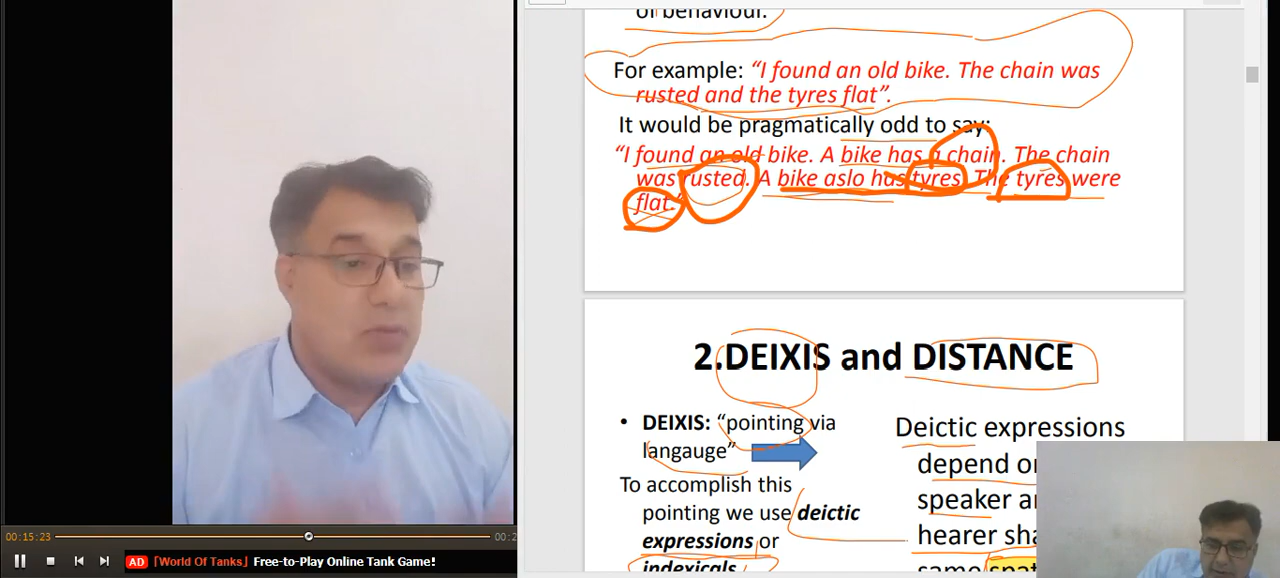 of behaviour.
For example: “I found an old bike. The chain was
rusted and the tyres flat”.
It would be pragmatically odd to say:
“I found an old bike. A bike has a chain. The chain
was rusted. A bike aslo has tyres. The tyres were
flat.”
2.DEIXIS and DISTANCE
• DEIXIS: “pointing via
langauge”
To accomplish this
pointing we use deictic
expressions or
indexicals
Deictic expressions
depend on
speaker
hearer
same
00:15:23
AD 「World Of Tanks」 Free-to-Play Online Tank Game!